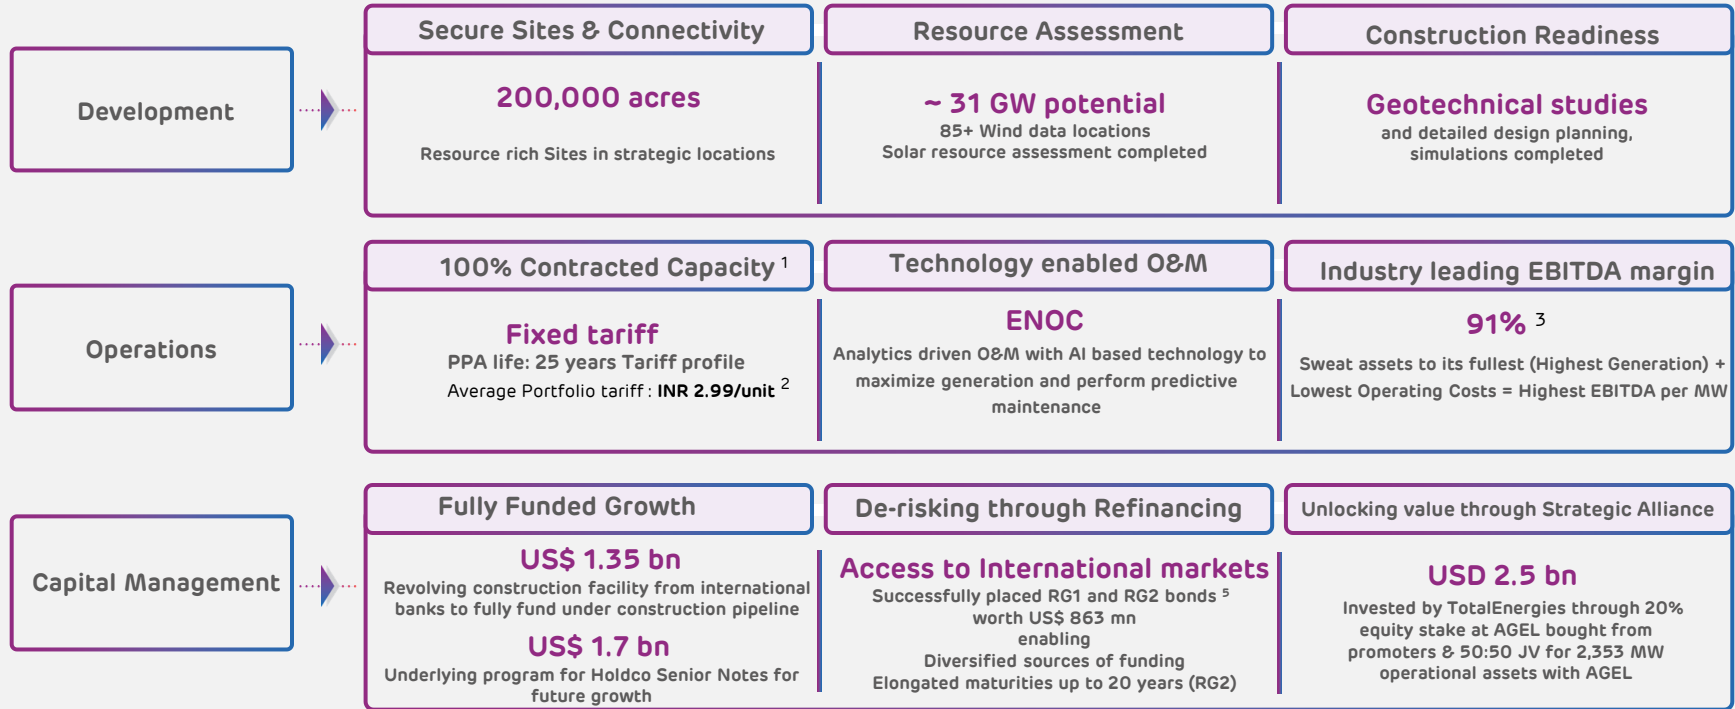 Development
Secure Sites & Connectivity
200,000 acres
Resource rich Sites in strategic locations
Resource Assessment
~ 31 GW potential
85+ Wind data locations
Solar resource assessment completed
Construction Readiness
Geotechnical studies
and detailed design planning,
simulations completed
Operations
100% Contracted Capacity 1
Fixed tariff
PPA life: 25 years Tariff profile
Average Portfolio tariff : INR 2.99/unit 2
Technology enabled O&M
ENOC
Analytics driven O&M with AI based technology to
maximize generation and perform predictive
maintenance
Industry leading EBITDA margin
91% 3
Sweat assets to its fullest (Highest Generation) +
Lowest Operating Costs = Highest EBITDA per MW
Capital Management
Fully Funded Growth
US$ 1.35 bn
Revolving construction facility from international
banks to fully fund under construction pipeline
US$ 1.7 bn
Underlying program for Holdco Senior Notes for
future growth
De-risking through Refinancing
Access to International markets
Successfully placed RG1 and RG2 bonds 5
worth US$ 863 mn
enabling
Diversified sources of funding
Elongated maturities up to 20 years (RG2)
Unlocking value through Strategic Alliance
USD 2.5 bn
Invested by TotalEnergies through 20%
equity stake at AGEL bought from
promoters & 50:50 JV for 2,353 MW
operational assets with AGEL